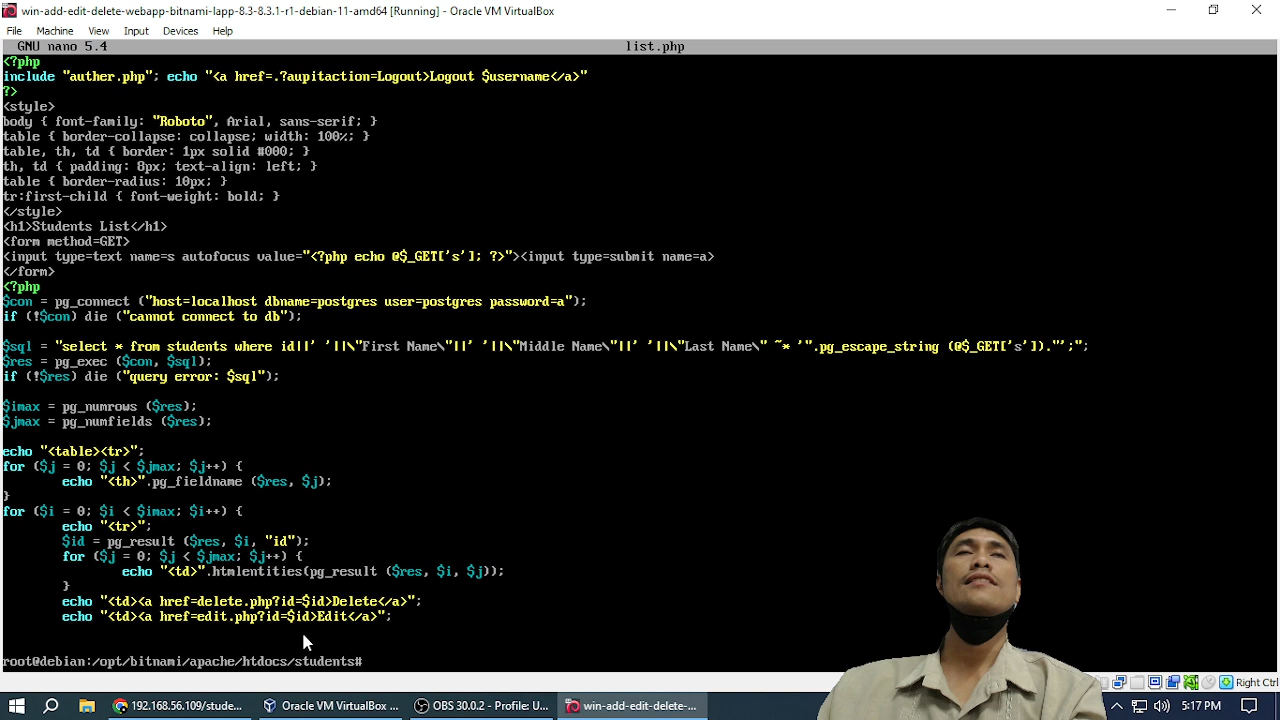 win-add-edit-delete-webapp-bitnami-lapp-8.3-8.3.1-r1-debian-11-amd64 [Running] - Oracle VM VirtualBox
File Machine View Input Devices Help
GNU nano 5.4 list.php
<?php
include "auther.php"; echo "<a href=.?aupitaction=Logout>Logout $username</a>"
?>
<style>
body { font-family: "Roboto", Arial, sans-serif; }
table { border-collapse: collapse; width: 100%; }
table, th, td { border: 1px solid #000; }
th, td { padding: 8px; text-align: left; }
table { border-radius: 10px; }
tr:first-child { font-weight: bold; }
</style>
<h1>Students List</h1>
<form method=GET>
<input type=text name=s autofocus value="<?php echo @$_GET['s']; ?>"><input type=submit name=a>
</form>
<?php
$con = pg_connect ("host=localhost dbname=postgres user=postgres password=a");
if (!$con) die ("cannot connect to db");
$sql = "select * from students where id||' '||\"First Name\"||' '||\"Middle Name\"||' '||\"Last Name\" ~* '".pg_escape_string (@$_GET['s'])."';";
$res = pg_exec ($con, $sql);
if (!$res) die ("query error: $sql");
$imax = pg_numrows ($res);
$jmax = pg_numfields ($res);
echo "<table><tr>";
for ($j = 0; $j < $jmax; $j++) {
echo "<th>".pg_fieldname ($res, $j);
}
for ($i = 0; $i < $imax; $i++) {
echo "<tr>";
$id = pg_result ($res, $i, "id");
for ($j = 0; $j < $jmax; $j++) {
echo "<td>".htmlentities(pg_result ($res, $i, $j));
}
echo "<td><a href=delete.php?id=$id>Delete</a>";
echo "<td><a href=edit.php?id=$id>Edit</a>";
root@debian:/opt/bitnami/apache/htdocs/students#
Right Ctrl
192.168.56.109/stude... Oracle VM VirtualBox ... OBS 30.0.2 - Profile: U... win-add-edit-delete-... 5:17 PM